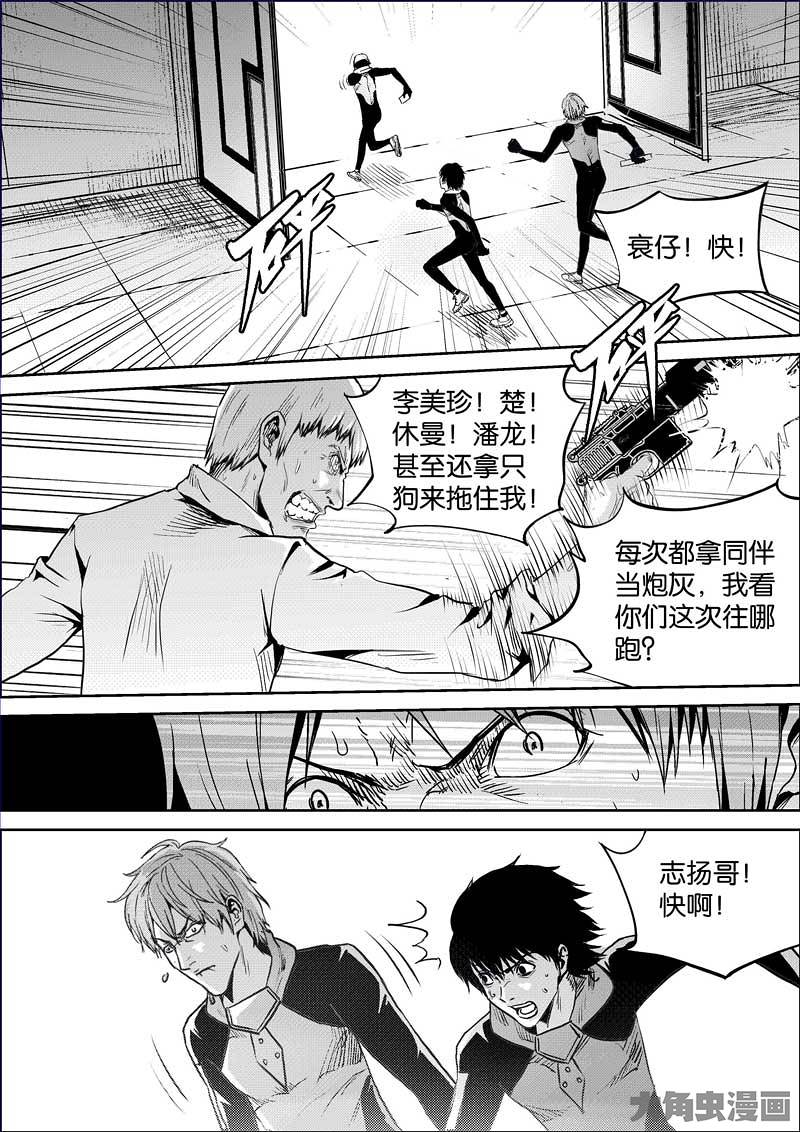 衰仔！快！
砰
砰
李美珍！楚！
休曼！潘龙！
甚至还拿只
狗来拖住我！
每次都拿同伴
当炮灰，我看
你们这次往哪
跑？
志扬哥！
快啊！
九角虫漫画